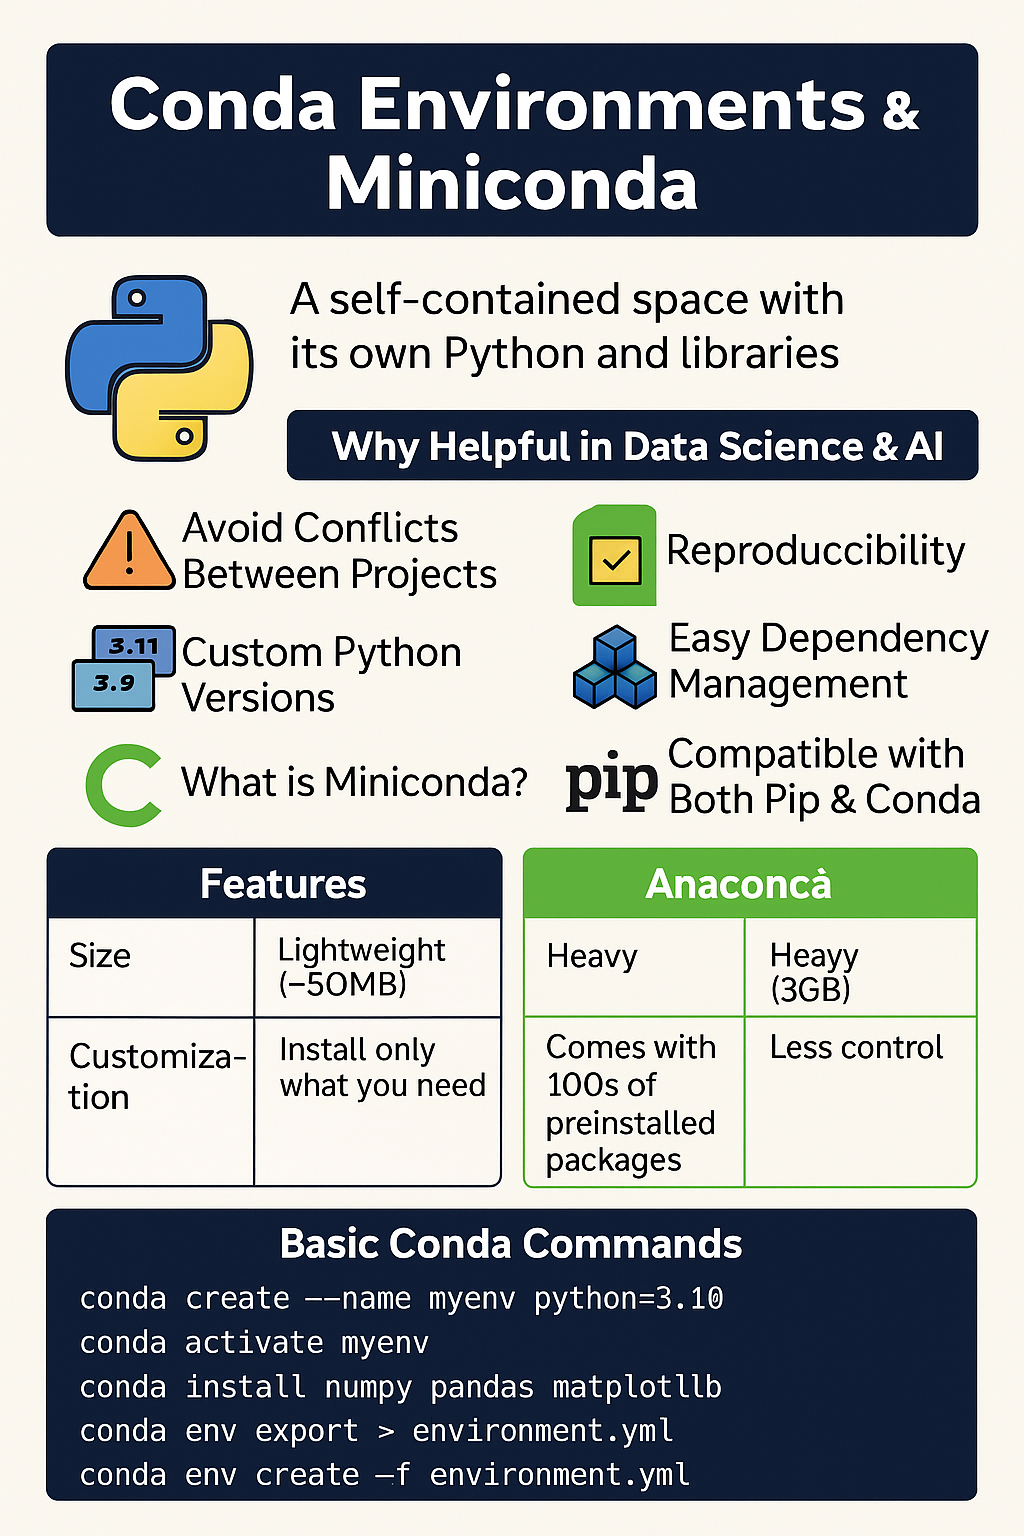 Conda Environments &
Miniconda
A self-contained space with
its own Python and libraries
Why Helpful in Data Science & AI
Avoid Conflicts
Between Projects
Reproduccibility
3.11
3.9
Custom Python
Versions
Easy Dependency
Management
What is Miniconda?
pip
Compatible with
Both Pip & Conda
Features
Size
Lightweight
(−50MB)
Customiza-
tion
Install only
what you need
Anaconcȧ
Heavy
Heayy
(3GB)
Comes with
100s of
preinstalled
packages
Less control
Basic Conda Commands
conda create −−name myenv python=3.10
conda activate myenv
conda install numpy pandas matplotllb
conda env export > environment.yml
conda env create −f environment.yml